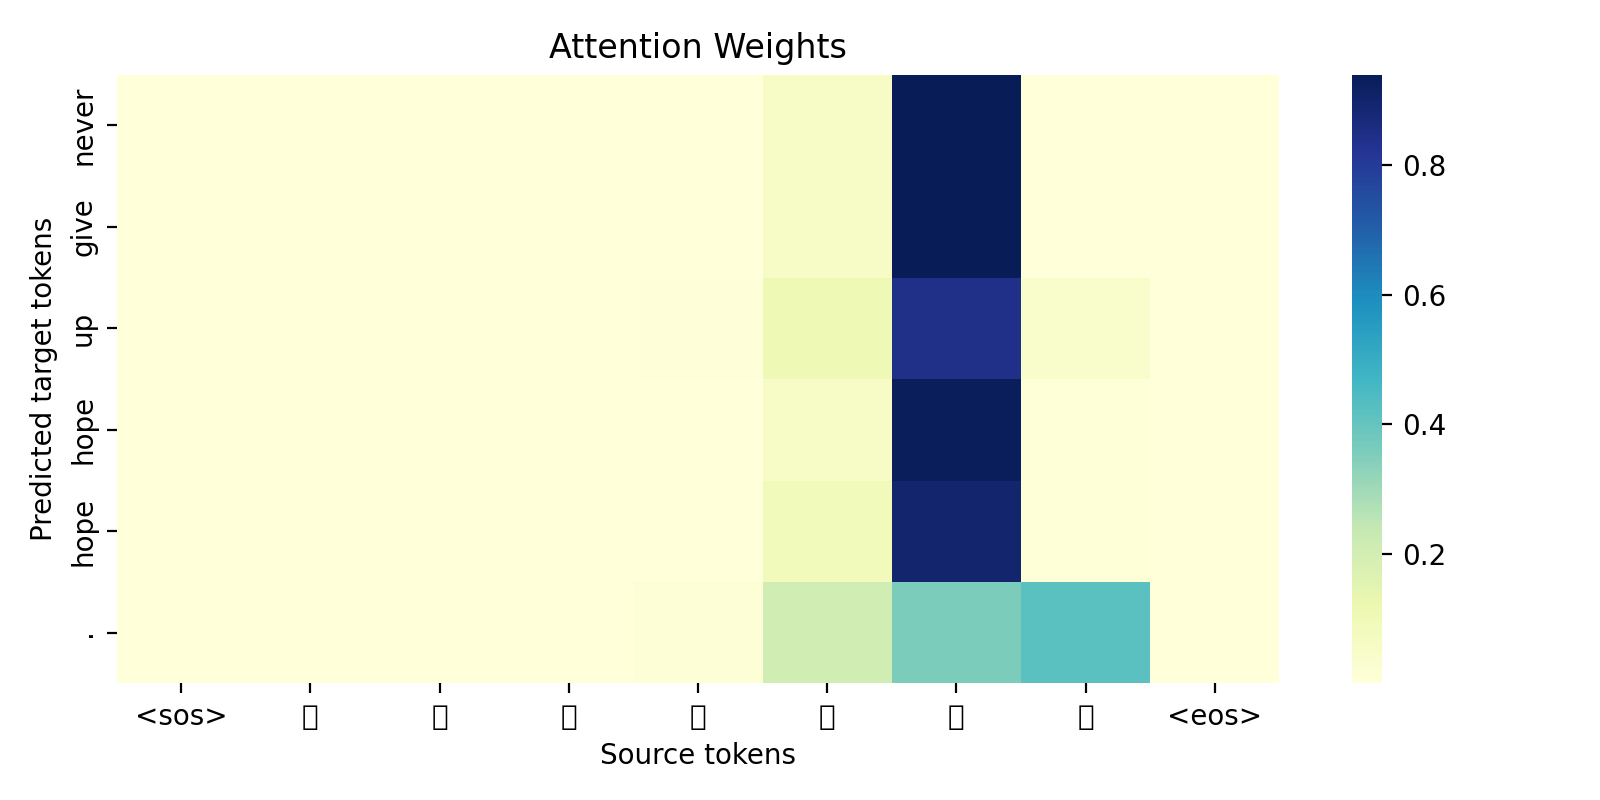 Attention Weights
Predicted target tokens
never
give
up
hope
hope
.
<sos> <eos>
Source tokens
0.8
0.6
0.4
0.2